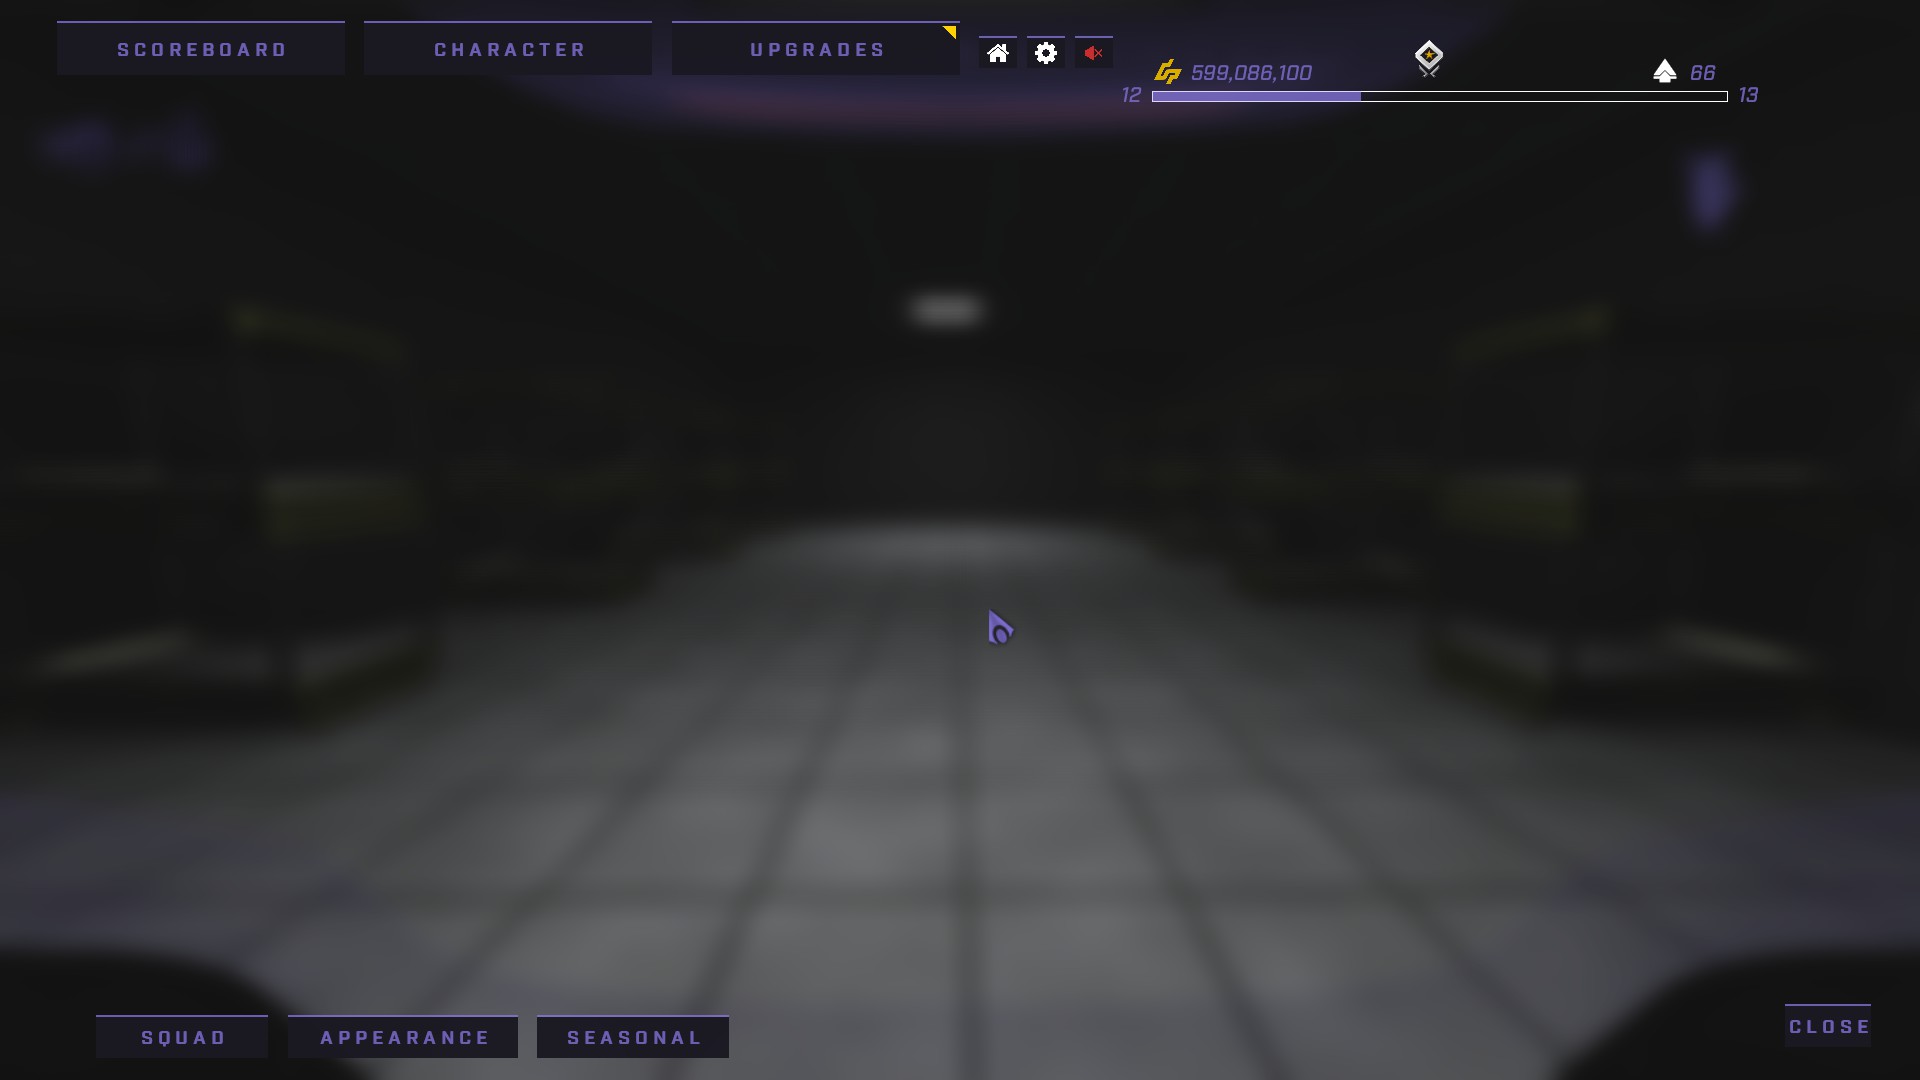 SCOREBOARD
CHARACTER
UPGRADES
599,086,100
66
12
13
SQUAD
APPEARANCE
SEASONAL
CLOSE